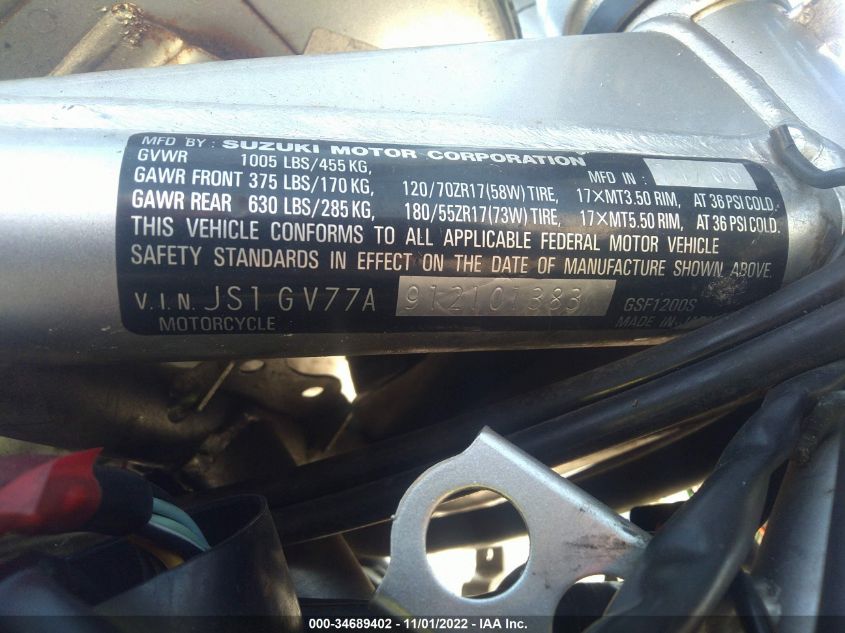 MFD BY : SUZUKI MOTOR CORPORATION
GVWR 1005 LBS/455 KG, MFD IN :
GAWR FRONT 375 LBS/170 KG, 120/70ZR17(58W) TIRE, 17×MT3.50 RIM, AT 36 PSI COLD.
GAWR REAR 630 LBS/285 KG, 180/55ZR17(73W) TIRE, 17×MT5.50 RIM, AT 36 PSI COLD.
THIS VEHICLE CONFORMS TO ALL APPLICABLE FEDERAL MOTOR VEHICLE
SAFETY STANDARDS IN EFFECT ON THE DATE OF MANUFACTURE SHOWN ABOVE.
V.I.N. JS1GV77A 912101383 GSF1200S
MOTORCYCLE MADE IN
000-34689402 - 11/01/2022 - IAA Inc.